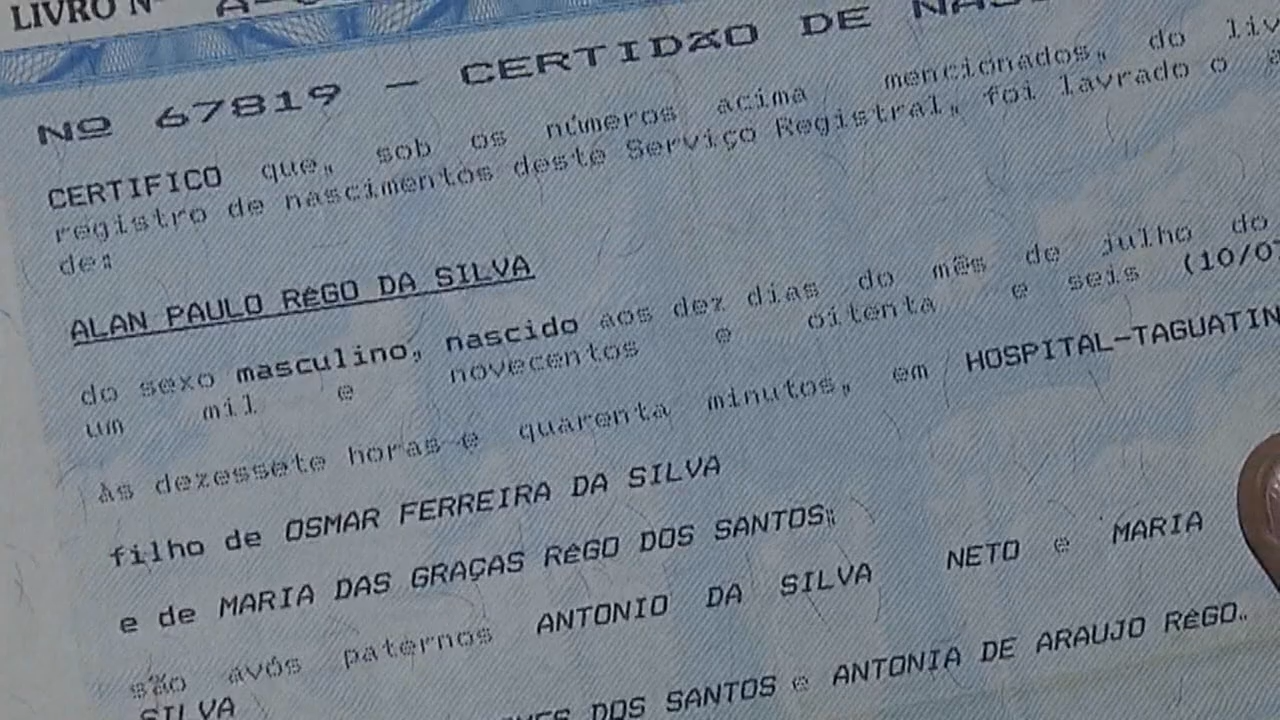 LIVRO Nº A-
Nº 67819 - CERTIDÃO DE
CERTIFICO que, sob os números acima mencionados, do
registro de nascimentos deste Serviço Registral, foi lavrado o
de:
ALAN PAULO RêGO DA SILVA
do sexo masculino, nascido aos dez dias do mês de julho do
um mil e novecentos e oitenta e seis (10/0
às dezessete horas e quarenta minutos, em HOSPITAL-TAGUATIN
filho de OSMAR FERREIRA DA SILVA
e de MARIA DAS GRAÇAS RêGO DOS SANTOS;
são avós paternos ANTONIO DA SILVA NETO e MARIA
SILVA
DOS SANTOS e ANTONIA DE ARAUJO RêGO.